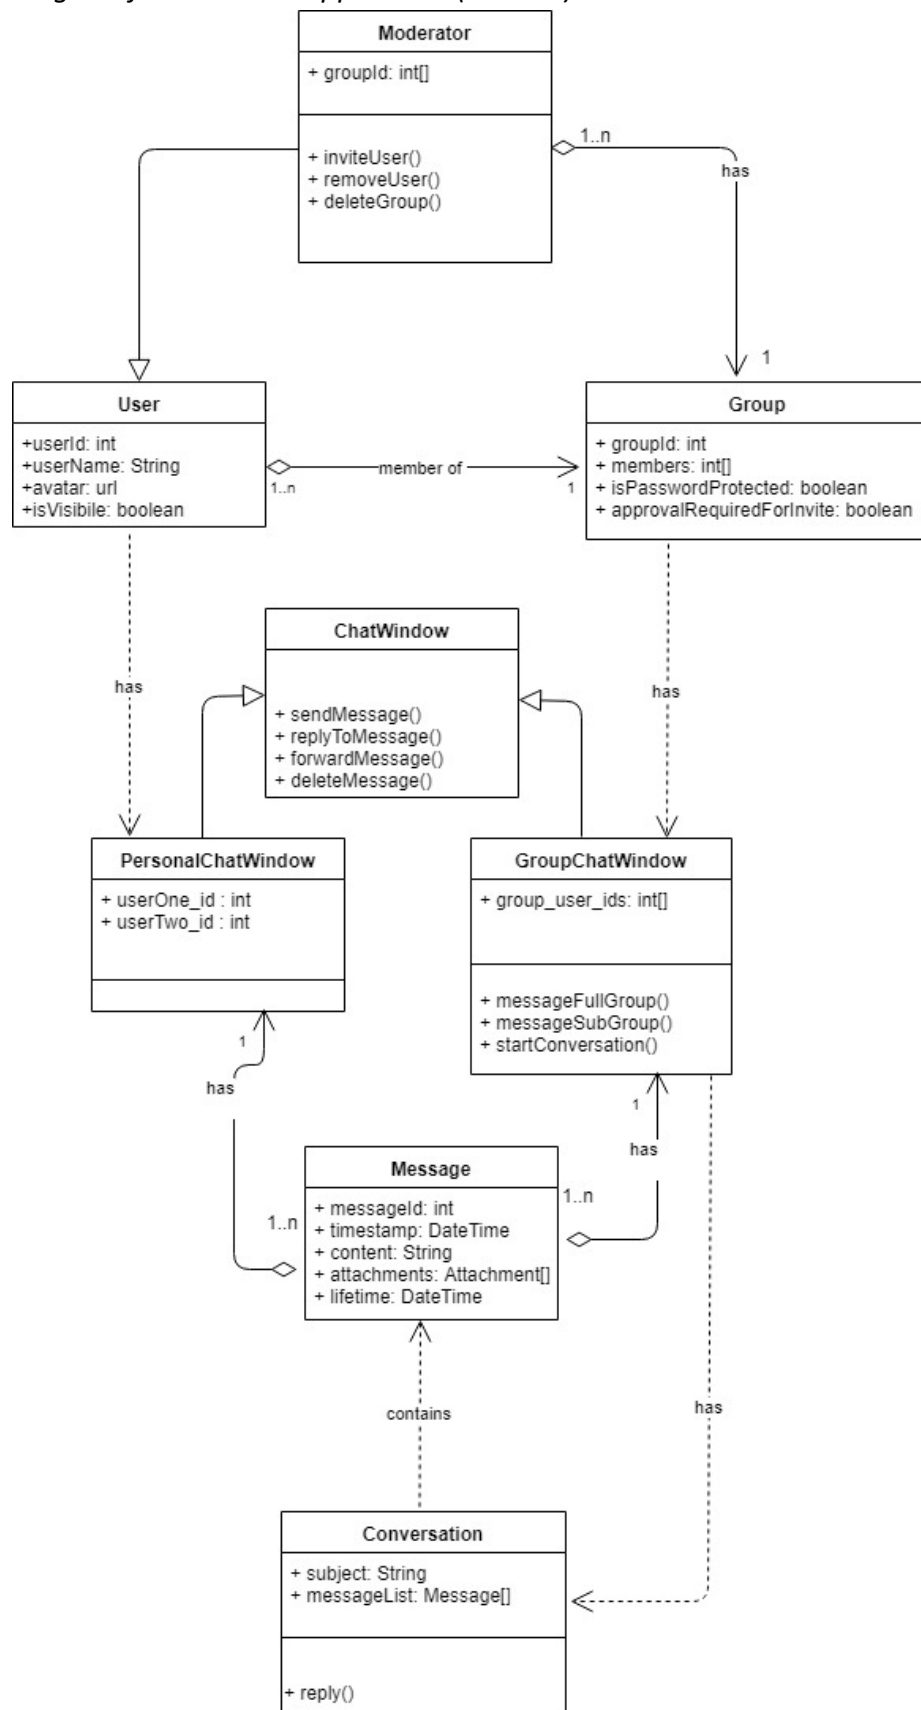 Moderator
+ groupId: int[]
+ inviteUser()
+ removeUser()
+ deleteGroup()
1..n
has
1
User
+userId: int
+userName: String
+avatar: url
+isVisibile: boolean
1..n
member of
1
Group
+ groupId: int
+ members: int[]
+ isPasswordProtected: boolean
+ approvalRequiredForInvite: boolean
has
ChatWindow
+ sendMessage()
+ replyToMessage()
+ forwardMessage()
+ deleteMessage()
has
PersonalChatWindow
+ userOne_id : int
+ userTwo_id : int
GroupChatWindow
+ group_user_ids: int[]
+ messageFullGroup()
+ messageSubGroup()
+ startConversation()
1
has
1
has
Message
+ messageId: int
+ timestamp: DateTime
+ content: String
+ attachments: Attachment[]
+ lifetime: DateTime
1..n
1..n
contains
has
Conversation
+ subject: String
+ messageList: Message[]
+ reply()